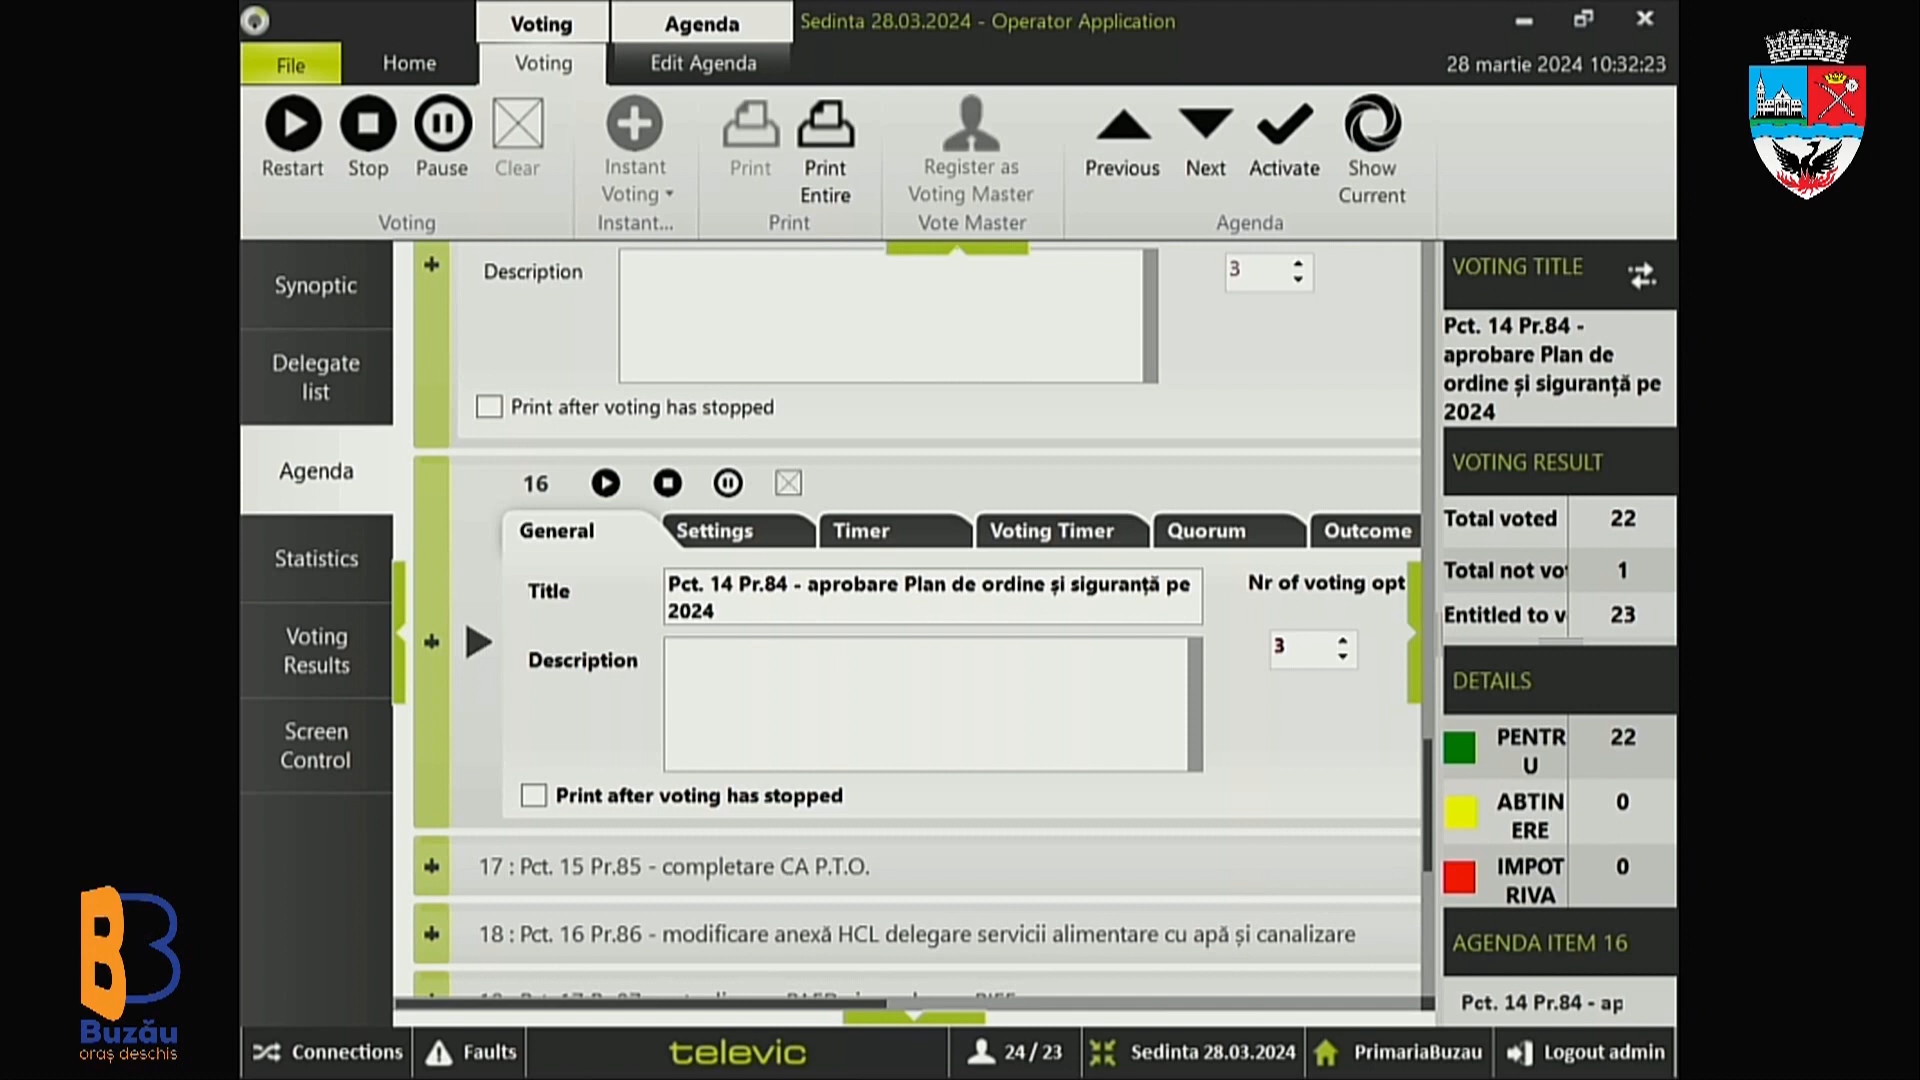 Voting
Agenda
Sedinta 28.03.2024 - Operator Application
File
Home
Voting
Edit Agenda
28 martie 2024 10:32:23
Restart
Stop
Pause
Clear
Instant
Voting
Print
Print
Entire
Register as
Voting Master
Previous
Next
Activate
Show
Current
Voting
Instant...
Print
Vote Master
Agenda
Synoptic
Delegate
list
Agenda
Statistics
Voting
Results
Screen
Control
Description
3
Print after voting has stopped
16
General
Settings
Timer
Voting Timer
Quorum
Outcome
Title
Pct. 14 Pr.84 - aprobare Plan de ordine și siguranță pe
2024
Nr of voting opt
Description
3
Print after voting has stopped
17 : Pct. 15 Pr.85 - completare CA P.T.O.
18 : Pct. 16 Pr.86 - modificare anexă HCL delegare servicii alimentare cu apă și canalizare
VOTING TITLE
Pct. 14 Pr.84 -
aprobare Plan de
ordine și siguranță pe
2024
VOTING RESULT
Total voted 22
Total not vo 1
Entitled to v 23
DETAILS
PENTR
U
22
ABTIN
ERE
0
IMPOT
RIVA
0
AGENDA ITEM 16
Pct. 14 Pr.84 - ap
Connections
Faults
televic
24 / 23
Sedinta 28.03.2024
PrimariaBuzau
Logout admin
Buzău
oraș deschis